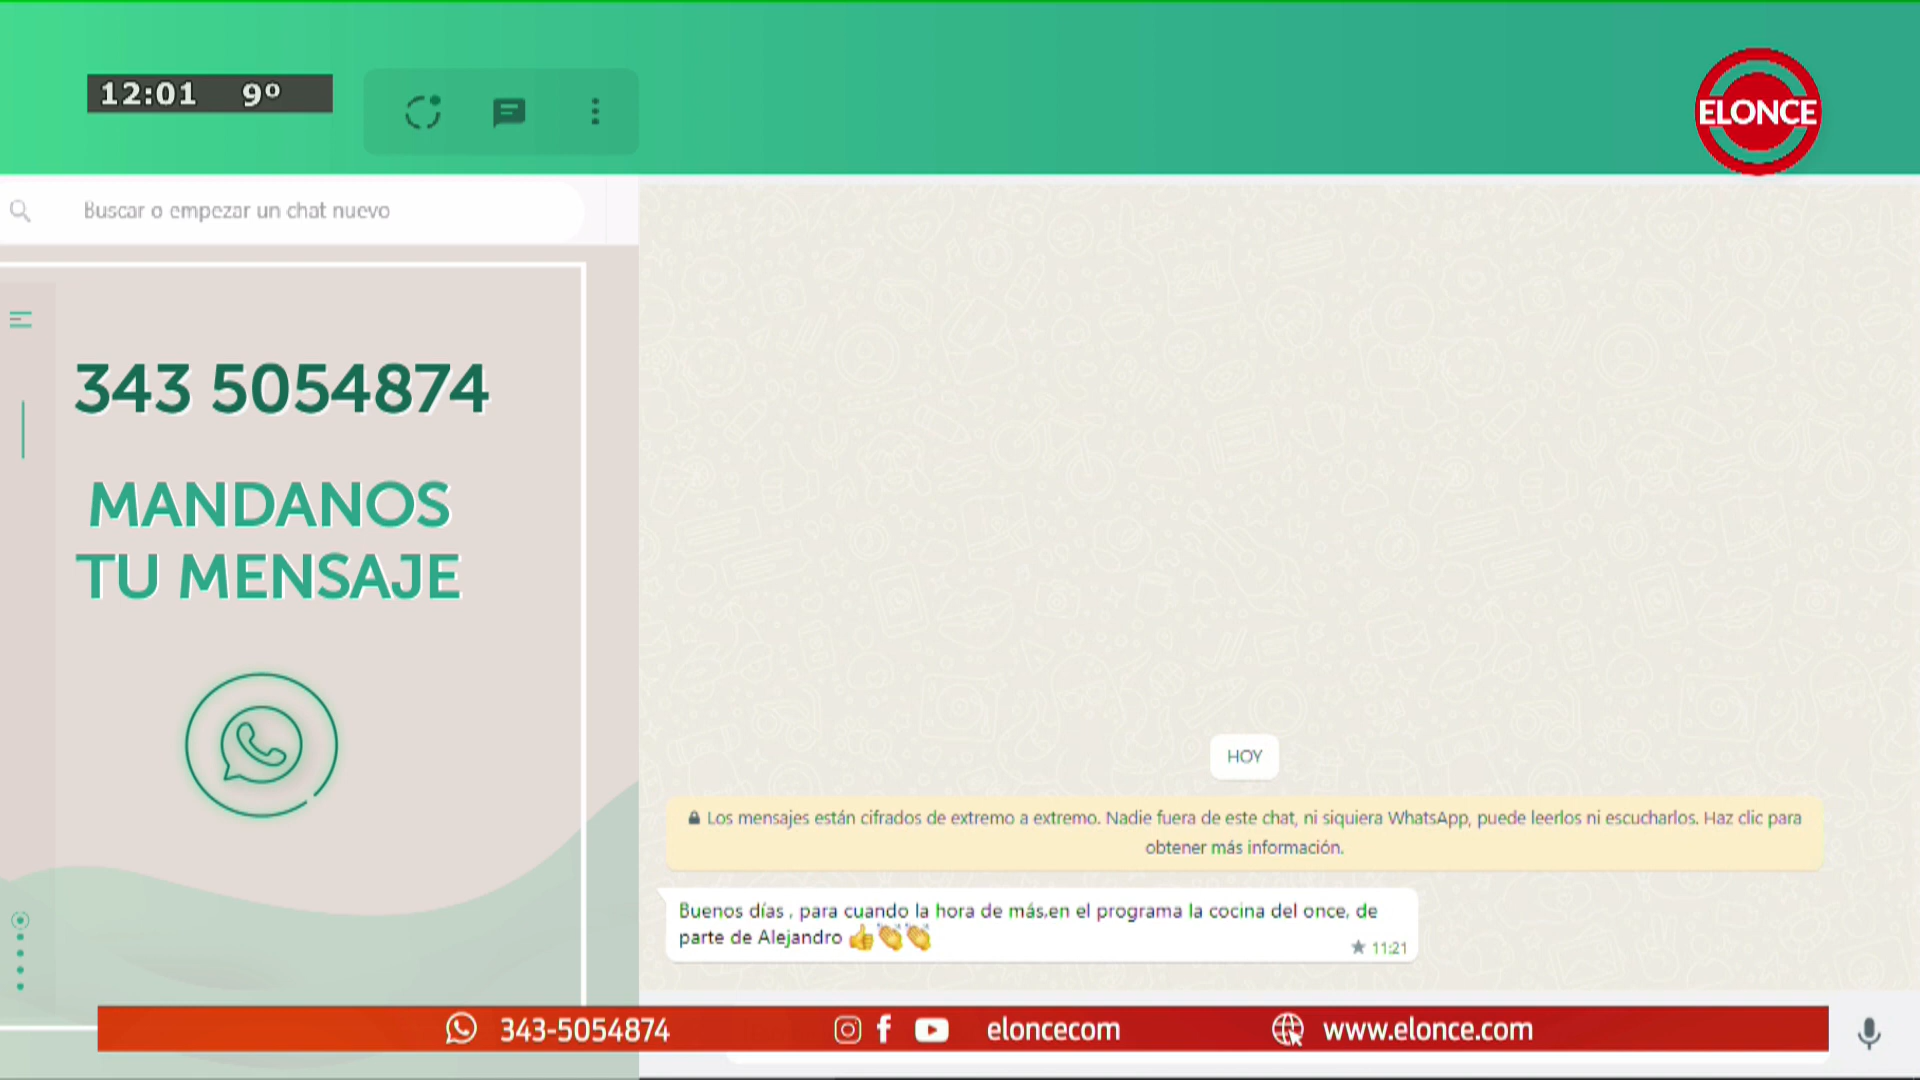 12:01 9º
ELONCE
Buscar o empezar un chat nuevo
343 5054874
MANDANOS
TU MENSAJE
HOY
Los mensajes están cifrados de extremo a extremo. Nadie fuera de este chat, ni siquiera WhatsApp, puede leerlos ni escucharlos. Haz clic para
obtener más información.
Buenos días , para cuando la hora de más,en el programa la cocina del once, de
parte de Alejandro 👍👏👏
11:21
343-5054874 eloncecom www.elonce.com